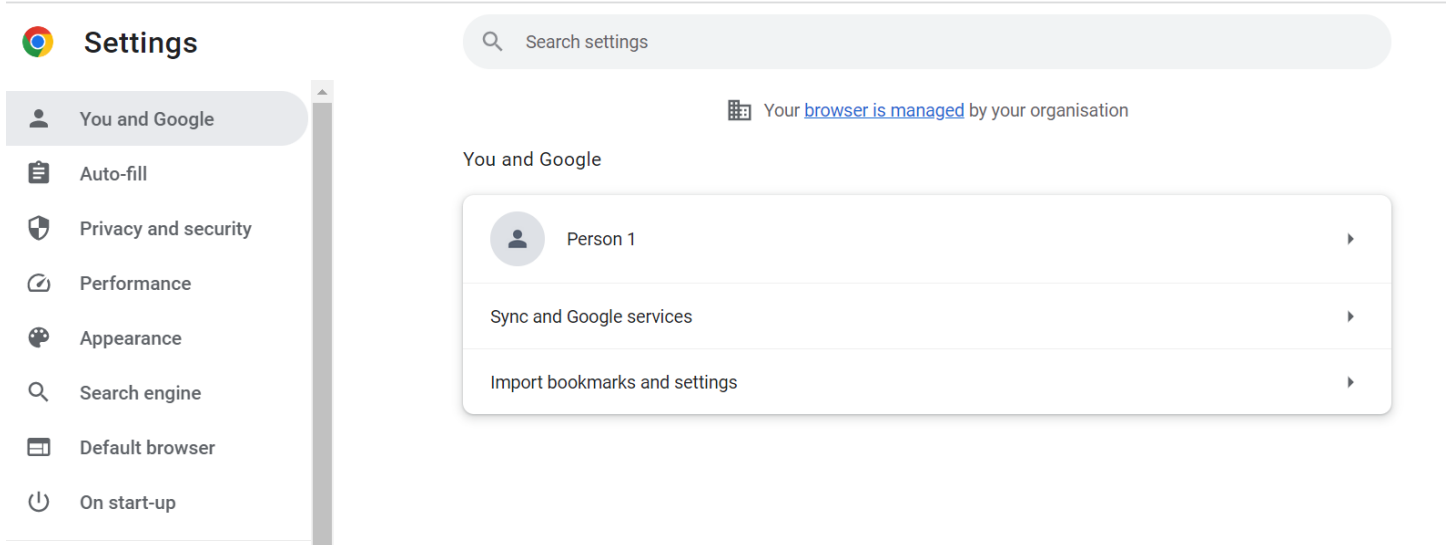 Settings
Search settings
You and Google
Auto-fill
Privacy and security
Performance
Appearance
Search engine
Default browser
On start-up
Your browser is managed by your organisation
You and Google
Person 1
Sync and Google services
Import bookmarks and settings